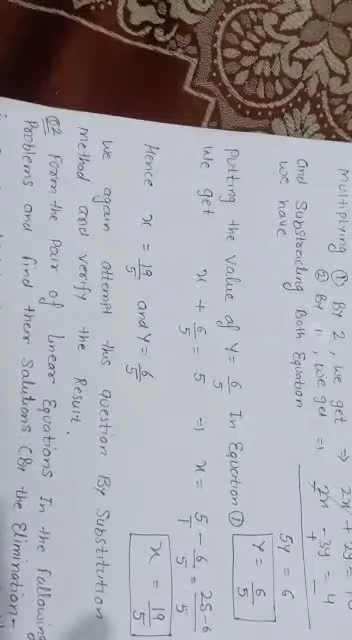 Multiplying ① By 2, we get ⇒ 2x +
② By 1, we get ⇒ 2x - 3y = 4
and Substracting Both Equation
we have
5y = 6
Y = 6/5
Putting the value of Y = 6/5 In Equation ①
we get x + 6/5 = 5 ⇒ x = 5/1 - 6/5 = 25-6/5
x = 19/5
Hence x = 19/5 and Y = 6/5
We again attempt this question By Substitution
method and verify the Result.
Q2 Form the Pair of linear Equations In the following
Problems and find their Solutions (By the Elimination-